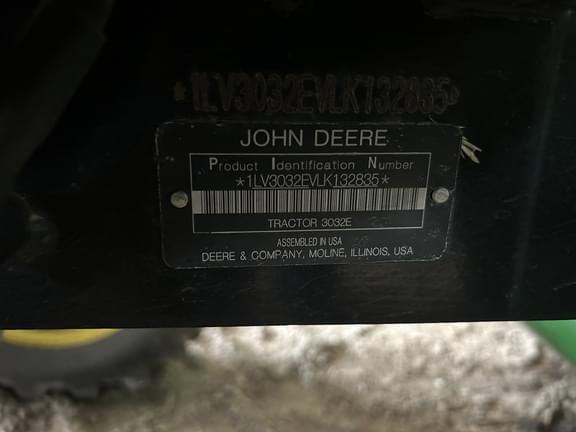 *1LV3032EVLK132835*
JOHN DEERE
Product Identification Number
*1LV3032EVLK132835*
TRACTOR 3032E
ASSEMBLED IN USA
DEERE & COMPANY, MOLINE, ILLINOIS, USA